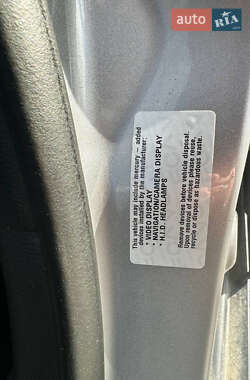 auto RIA
This vehicle may include mercury – added
devices installed by the manufacturer:
• VIDEO DISPLAY
• NAVIGATION/CAMERA DISPLAY
• H.I.D. HEADLAMPS
Remove devices before vehicle disposal.
Upon removal of devices please reuse,
recycle or dispose as hazardous waste.